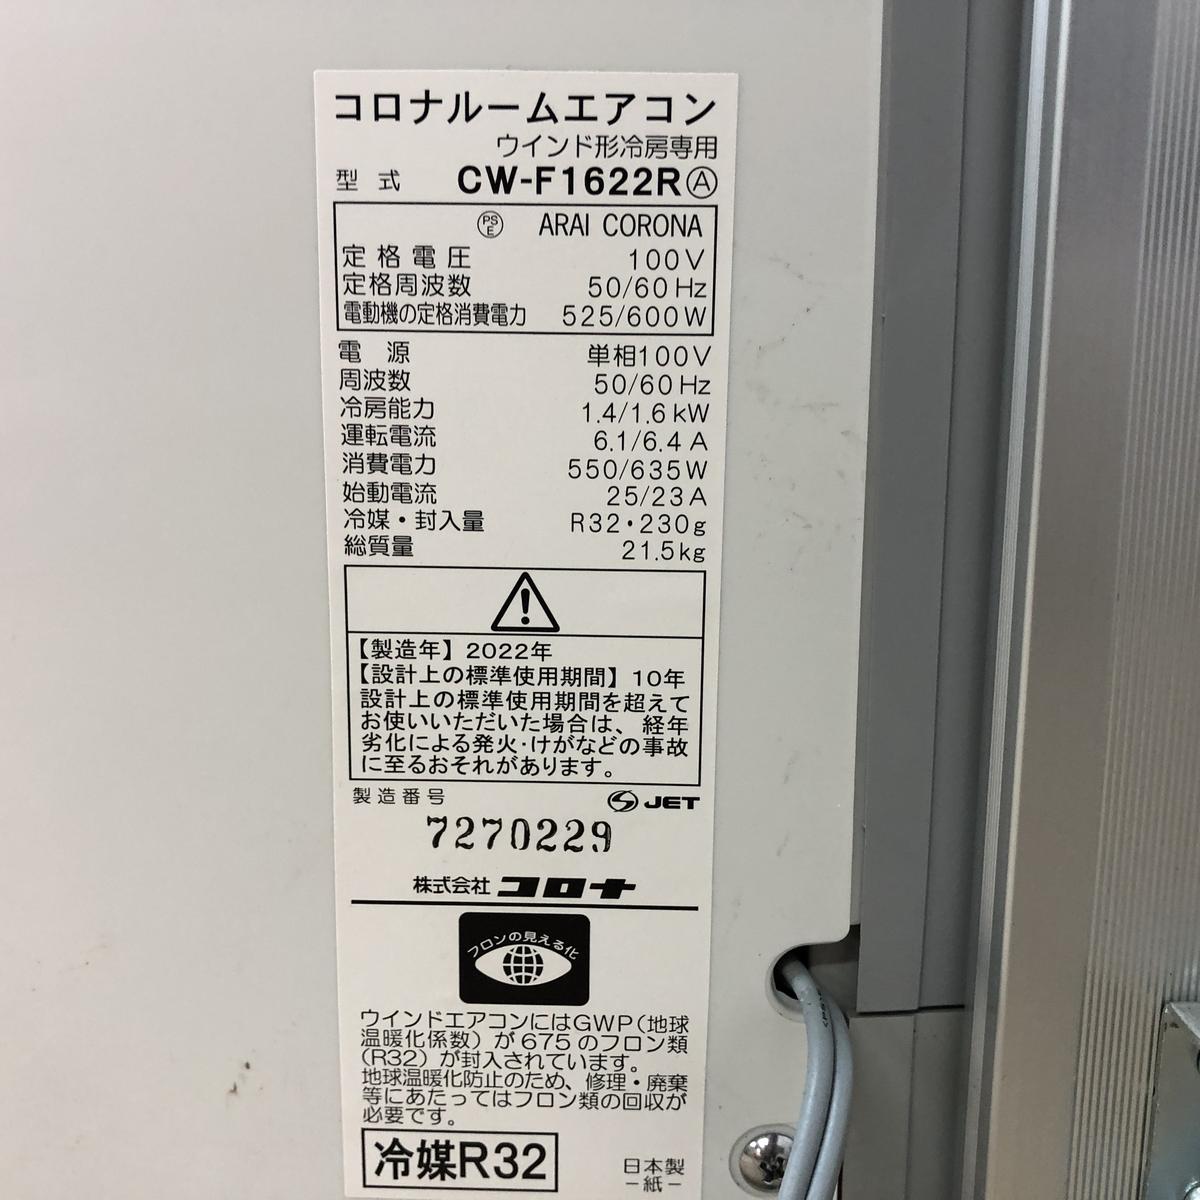 コロナルームエアコン
ウインド形冷房専用
型式 CW-F1622R Ⓐ
PSE ARAI CORONA
定格電圧 100V
定格周波数 50/60Hz
電動機の定格消費電力 525/600W
電源 単相100V
周波数 50/60Hz
冷房能力 1.4/1.6kW
運転電流 6.1/6.4A
消費電力 550/635W
始動電流 25/23A
冷媒・封入量 R32・230g
総質量 21.5kg
【製造年】2022年
【設計上の標準使用期間】10年
設計上の標準使用期間を超えて
お使いいただいた場合は、経年
劣化による発火・けがなどの事故
に至るおそれがあります。
製造番号 JET
7270229
株式会社コロナ
フロンの見える化
ウインドエアコンにはGWP(地球
温暖化係数)が675のフロン類
(R32)が封入されています。
地球温暖化防止のため、修理・廃棄
等にあたってはフロン類の回収が
必要です。
冷媒R32
日本製
-紙-